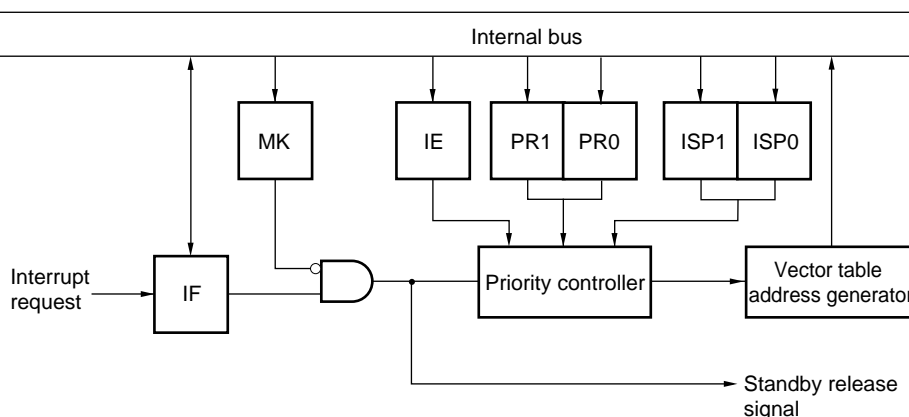 Internal bus
MK
IE
PR1
PR0
ISP1
ISP0
Interrupt
request
IF
Priority controller
Vector table
address generator
Standby release
signal